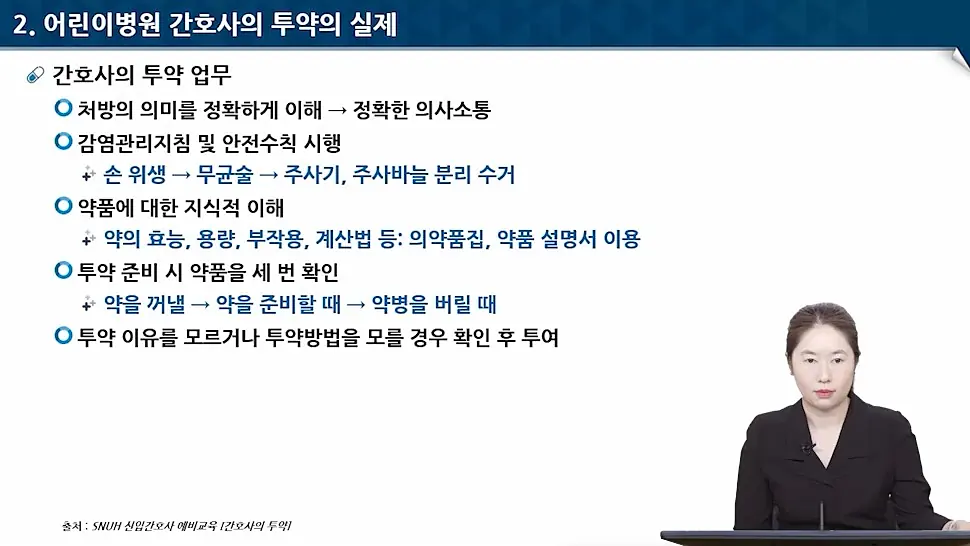 2. 어린이병원 간호사의 투약의 실제
간호사의 투약 업무
처방의 의미를 정확하게 이해 → 정확한 의사소통
감염관리지침 및 안전수칙 시행
손 위생 → 무균술 → 주사기, 주사바늘 분리 수거
약품에 대한 지식적 이해
약의 효능, 용량, 부작용, 계산법 등: 의약품집, 약품 설명서 이용
투약 준비 시 약품을 세 번 확인
약을 꺼낼 → 약을 준비할 때 → 약병을 버릴 때
투약 이유를 모르거나 투약방법을 모를 경우 확인 후 투여
출처 : SNUH 신입간호사 예비교육 [간호사의 투약]